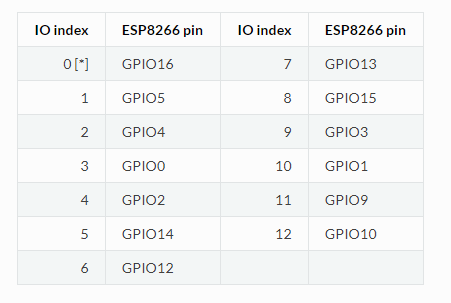 IO index ESP8266 pin IO index ESP8266 pin
0 [*] GPIO16 7 GPIO13
1 GPIO5 8 GPIO15
2 GPIO4 9 GPIO3
3 GPIO0 10 GPIO1
4 GPIO2 11 GPIO9
5 GPIO14 12 GPIO10
6 GPIO12